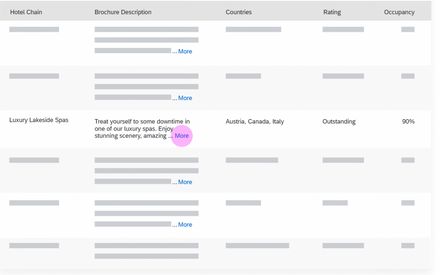 Hotel Chain Brochure Description Countries Rating Occupancy
... More
... More
Luxury Lakeside Spas Treat yourself to some downtime in Austria, Canada, Italy Outstanding 90%
one of our luxury spas. Enjoy
stunning scenery, amazing ... More
... More
... More